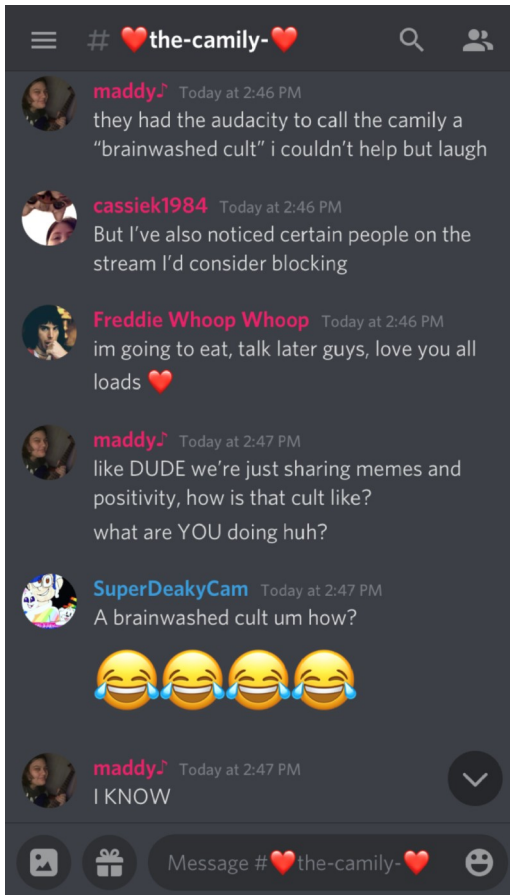 # ❤️the-camily-❤️
maddy♪ Today at 2:46 PM
they had the audacity to call the camily a
“brainwashed cult” i couldn’t help but laugh
cassiek1984 Today at 2:46 PM
But I’ve also noticed certain people on the
stream I’d consider blocking
Freddie Whoop Whoop Today at 2:46 PM
im going to eat, talk later guys, love you all
loads ❤️
maddy♪ Today at 2:47 PM
like DUDE we’re just sharing memes and
positivity, how is that cult like?
what are YOU doing huh?
SuperDeakyCam Today at 2:47 PM
A brainwashed cult um how?
😂😂😂😂
maddy♪ Today at 2:47 PM
I KNOW
Message #❤️the-camily-❤️